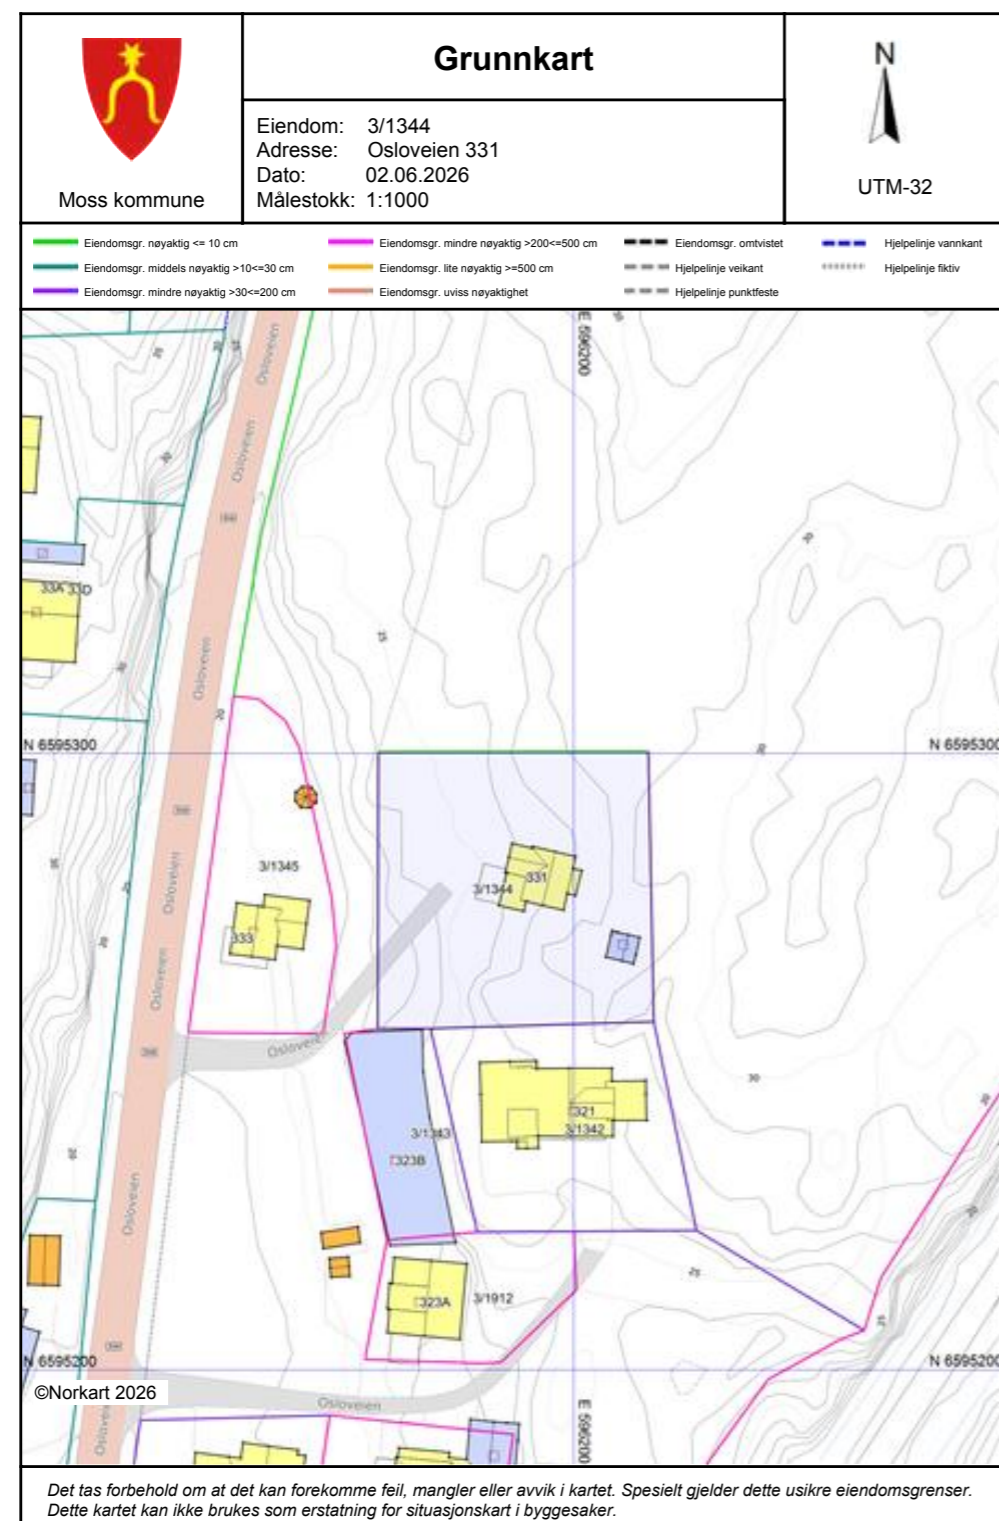 Grunnkart
Moss kommune
Eiendom: 3/1344
Adresse: Osloveien 331
Dato: 02.06.2026
Målestokk: 1:1000
N
UTM-32
Eiendomsgr. nøyaktig <= 10 cm
Eiendomsgr. middels nøyaktig >10<=30 cm
Eiendomsgr. mindre nøyaktig >30<=200 cm
Eiendomsgr. mindre nøyaktig >200<=500 cm
Eiendomsgr. lite nøyaktig >=500 cm
Eiendomsgr. uviss nøyaktighet
Eiendomsgr. omtvistet
Hjelpelinje veikant
Hjelpelinje punktfeste
Hjelpelinje vannkant
Hjelpelinje fiktiv
E 596200
Osloveien
Osloveien
33A 33D
Osloveien
N 6595300
N 6595300
3/1345
Osloveien
3/1344
331
333
Osloveien
Osloveien
321
3/1342
3/1343
323B
Osloveien
323A
3/1912
N 6595200
N 6595200
©Norkart 2026
Osloveien
E 596200
Det tas forbehold om at det kan forekomme feil, mangler eller avvik i kartet. Spesielt gjelder dette usikre eiendomsgrenser.
Dette kartet kan ikke brukes som erstatning for situasjonskart i byggesaker.